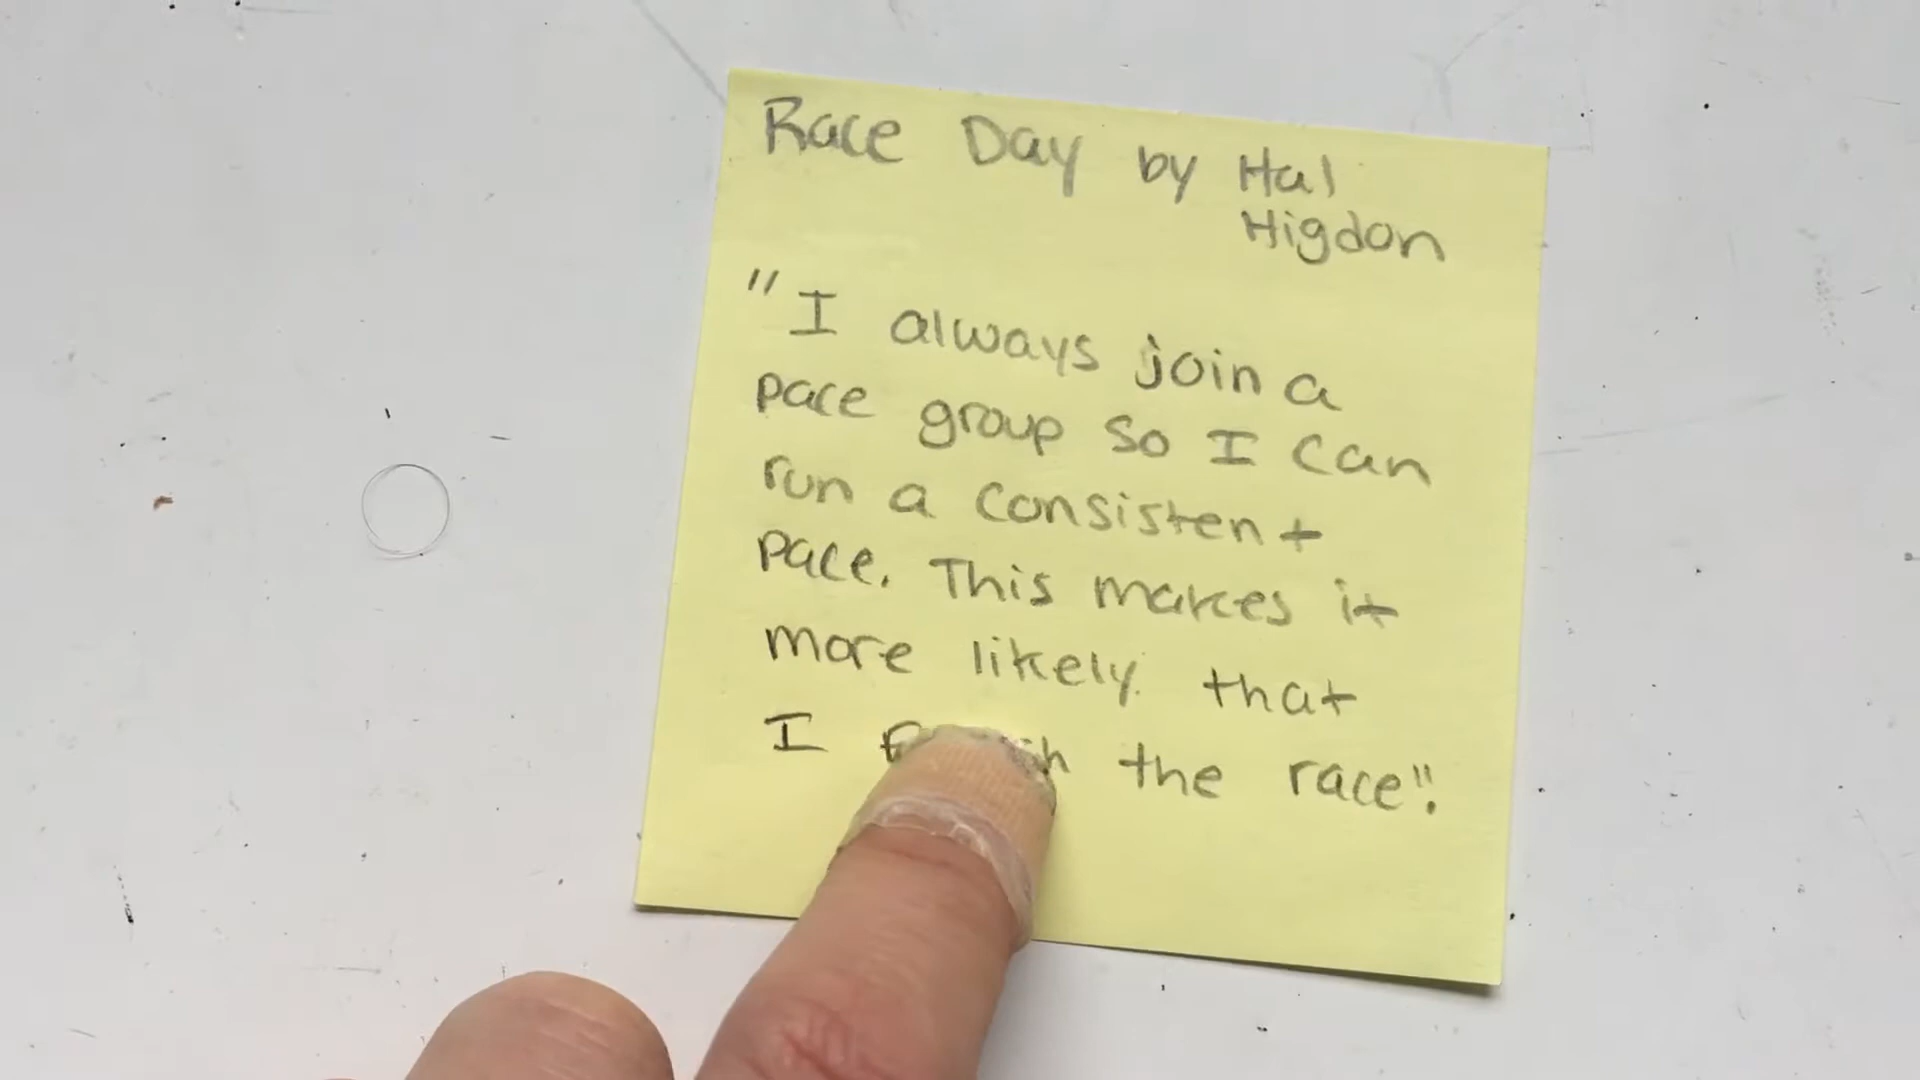 Race Day by Hal
Higdon
"I always join a
pace group so I can
run a consistent
pace. This makes it
more likely that
I the race".